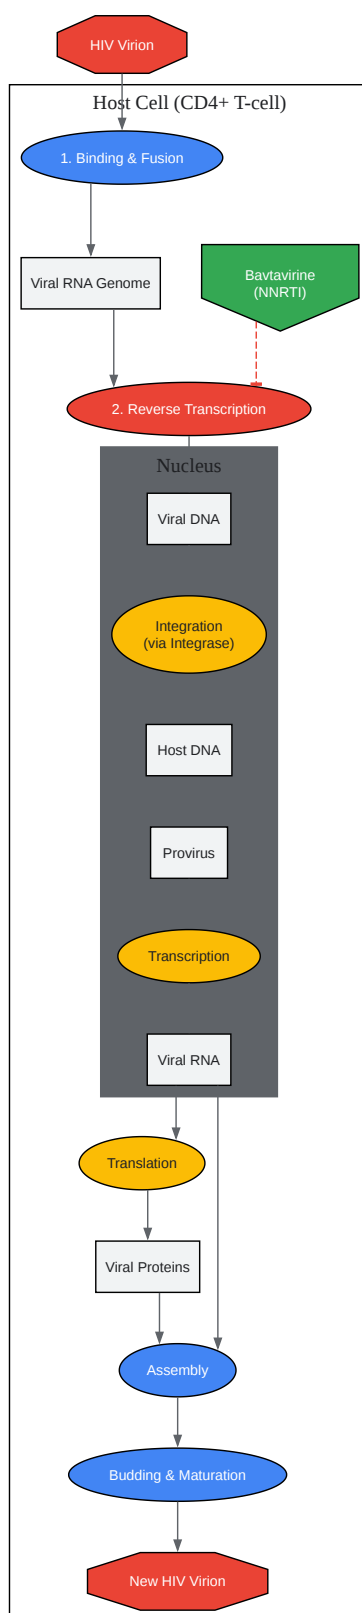 HIV Virion
Host Cell (CD4+ T-cell)
1. Binding & Fusion
Viral RNA Genome
Bavtavirine
(NNRTI)
2. Reverse Transcription
Nucleus
Viral DNA
Integration
(via Integrase)
Host DNA
Provirus
Transcription
Viral RNA
Translation
Viral Proteins
Assembly
Budding & Maturation
New HIV Virion